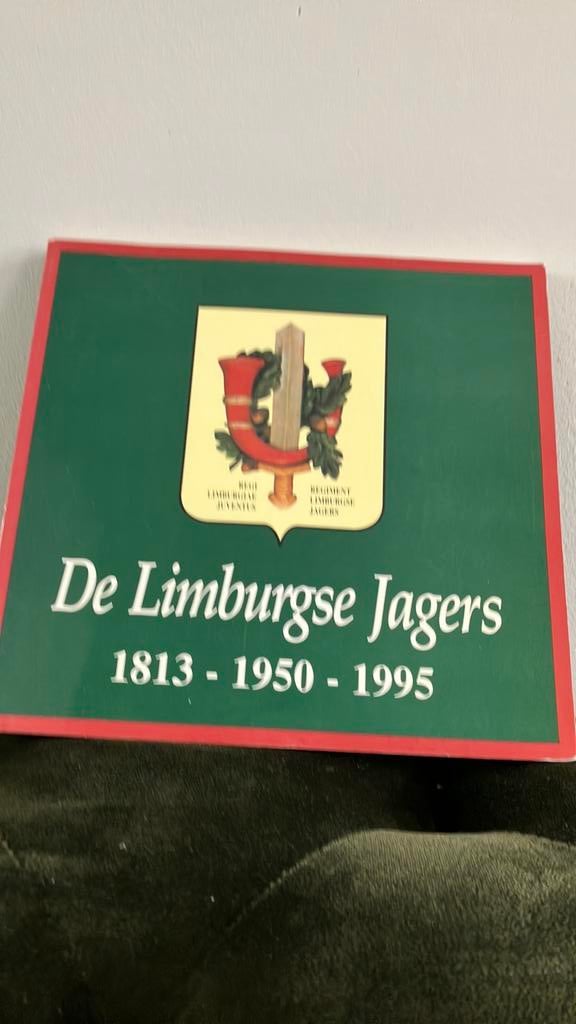 REGI
LIMBURGIAE
JUVENTUS
REGIMENT
LIMBURGSE
JAGERS
De Limburgse Jagers
1813 - 1950 - 1995